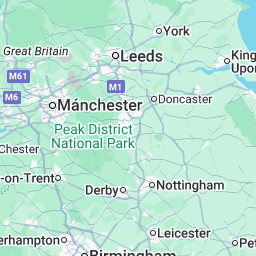 York
Great Britain
Leeds
King
Upon
M61
M1
M6
Mánchester
Doncaster
Peak District
National Park
Chester
-on-Trent
Derby
Nottingham
Leicester
erhampton
Birmingham
Pet